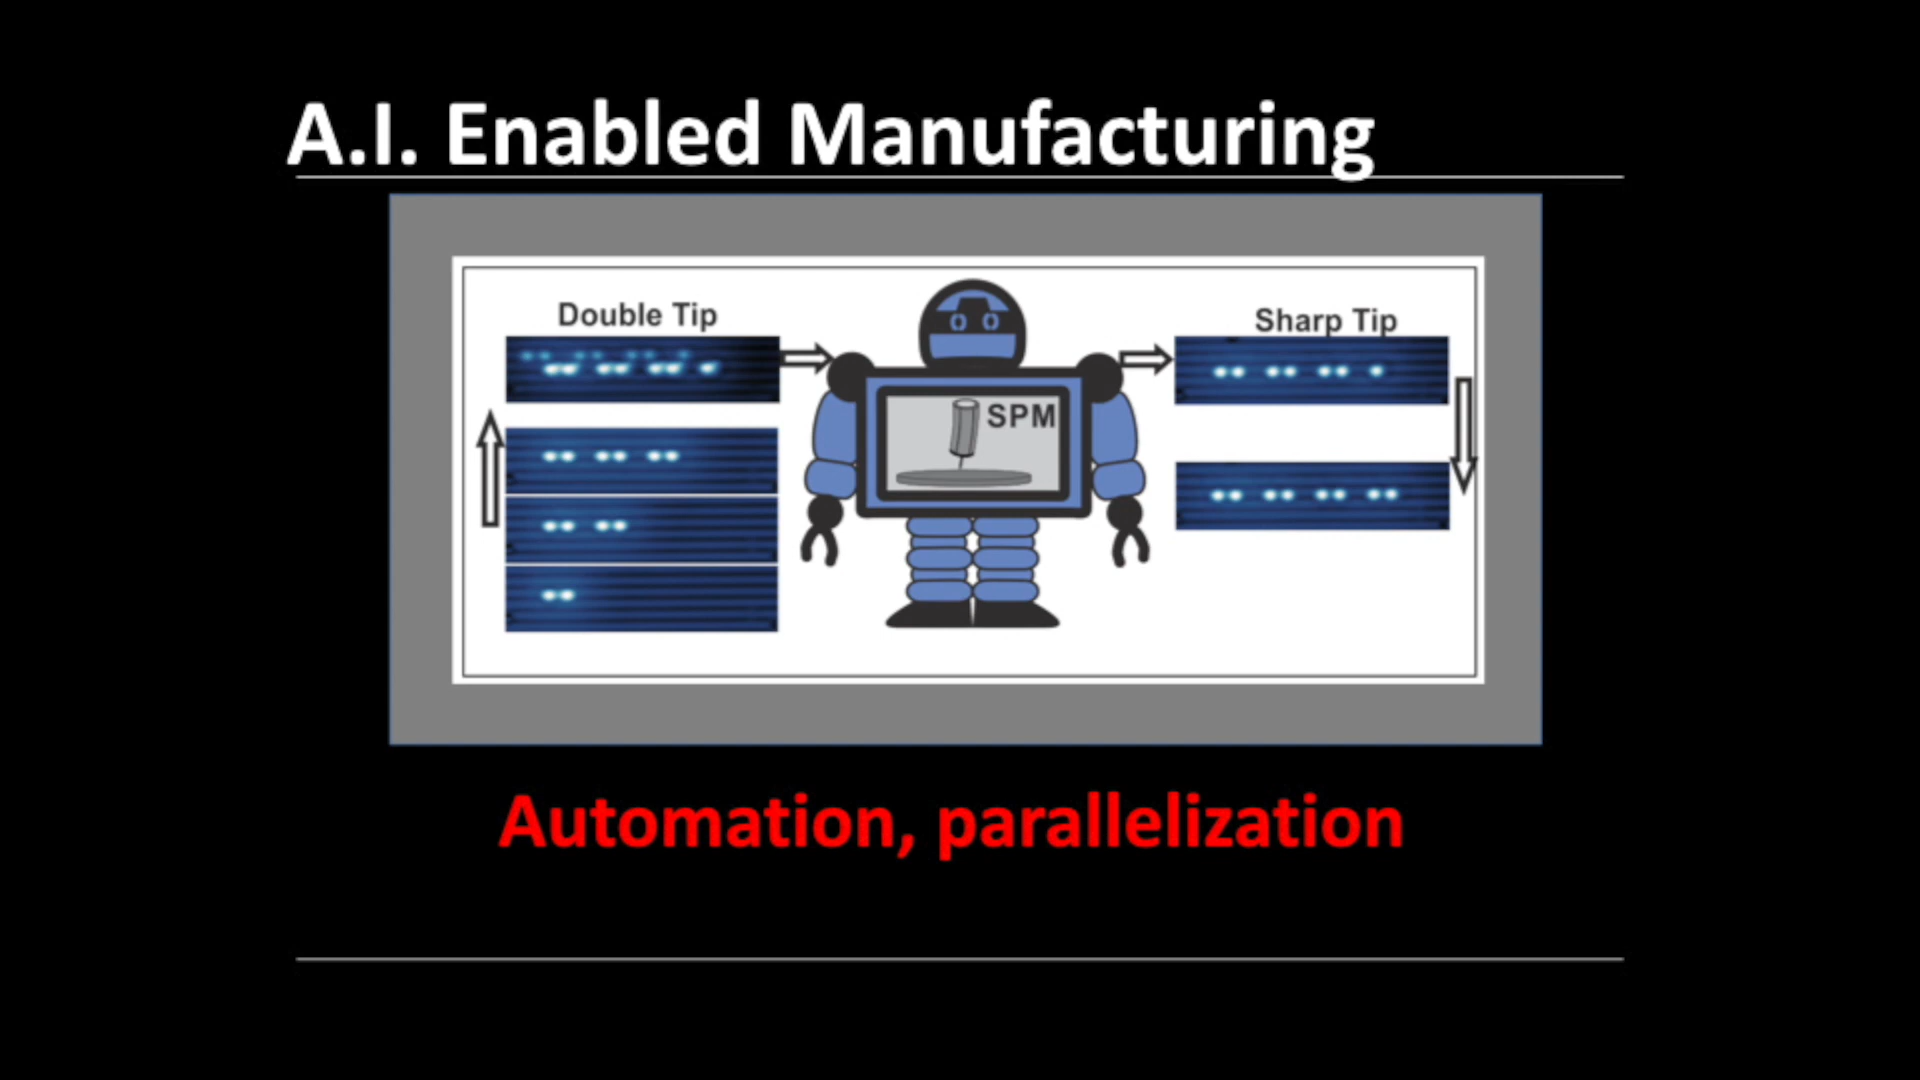 A.I. Enabled Manufacturing
Double Tip
Sharp Tip
SPM
Automation, parallelization